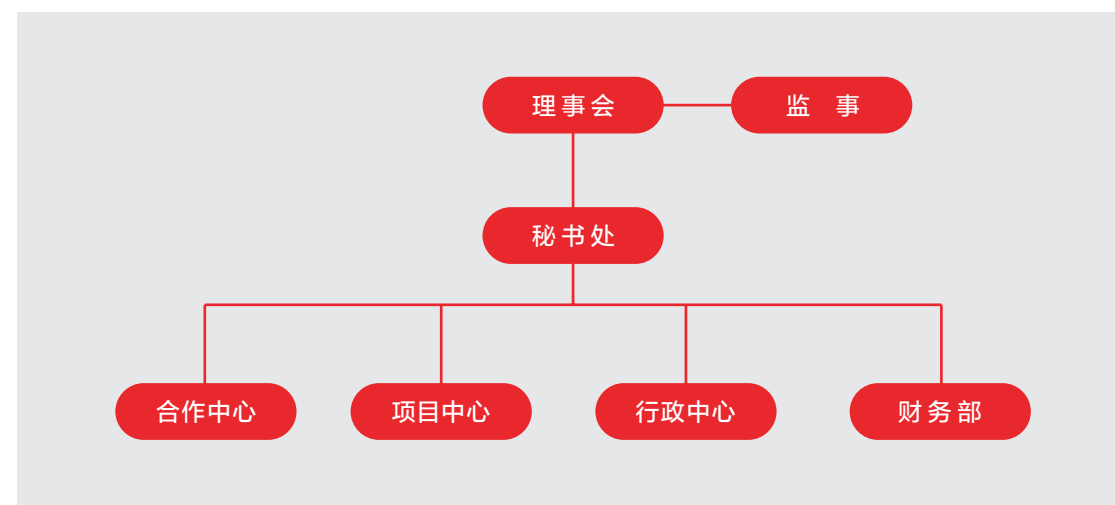 理事会
监 事
秘书处
合作中心
项目中心
行政中心
财务部